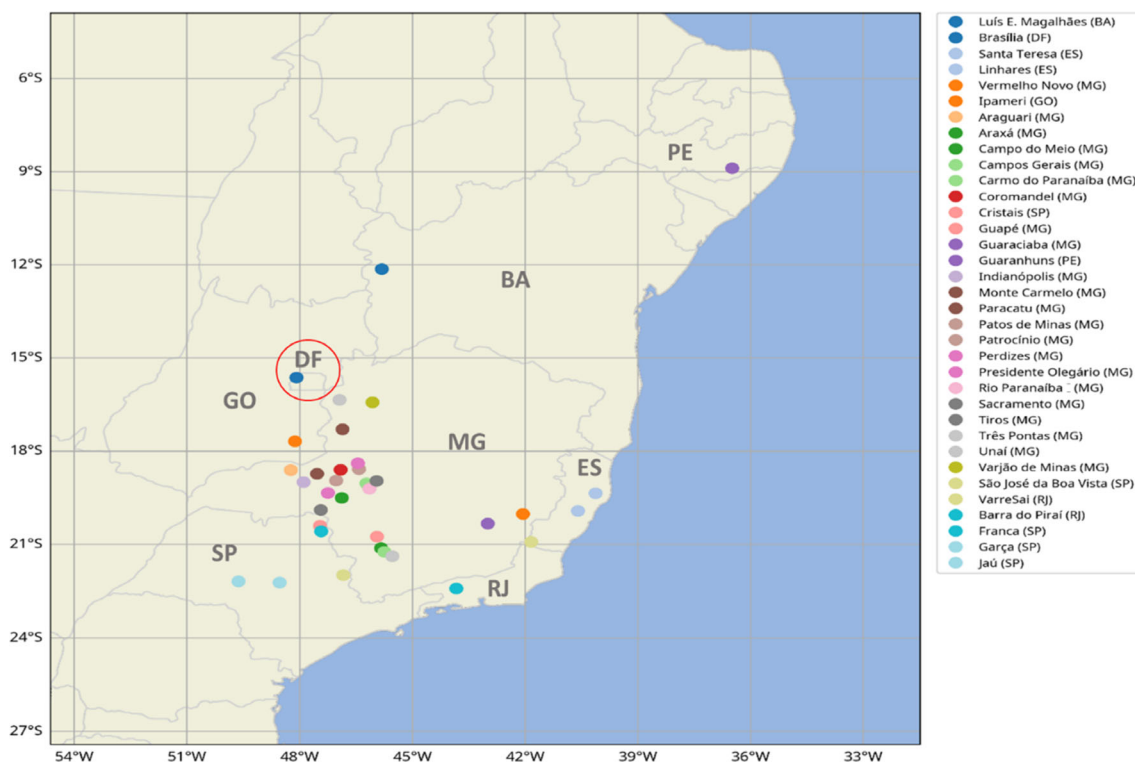 Luís E. Magalhães (BA)
Brasília (DF)
Santa Teresa (ES)
Linhares (ES)
Vermelho Novo (MG)
Ipameri (GO)
Araguari (MG)
Araxá (MG)
Campo do Meio (MG)
Campos Gerais (MG)
Carmo do Paranaíba (MG)
Coromandel (MG)
Cristais (SP)
Guapé (MG)
Guaraciaba (MG)
Guaranhuns (PE)
Indianópolis (MG)
Monte Carmelo (MG)
Paracatu (MG)
Patos de Minas (MG)
Patrocínio (MG)
Perdizes (MG)
Presidente Olegário (MG)
Rio Paranaíba (MG)
Sacramento (MG)
Tiros (MG)
Três Pontas (MG)
Unaí (MG)
Varjão de Minas (MG)
São José da Boa Vista (SP)
VarreSai (RJ)
Barra do Piraí (RJ)
Franca (SP)
Garça (SP)
Jaú (SP)
6°S
9°S
12°S
15°S
18°S
21°S
24°S
27°S
PE
BA
DF
GO
MG
ES
SP
RJ
54°W 51°W 48°W 45°W 42°W 39°W 36°W 33°W